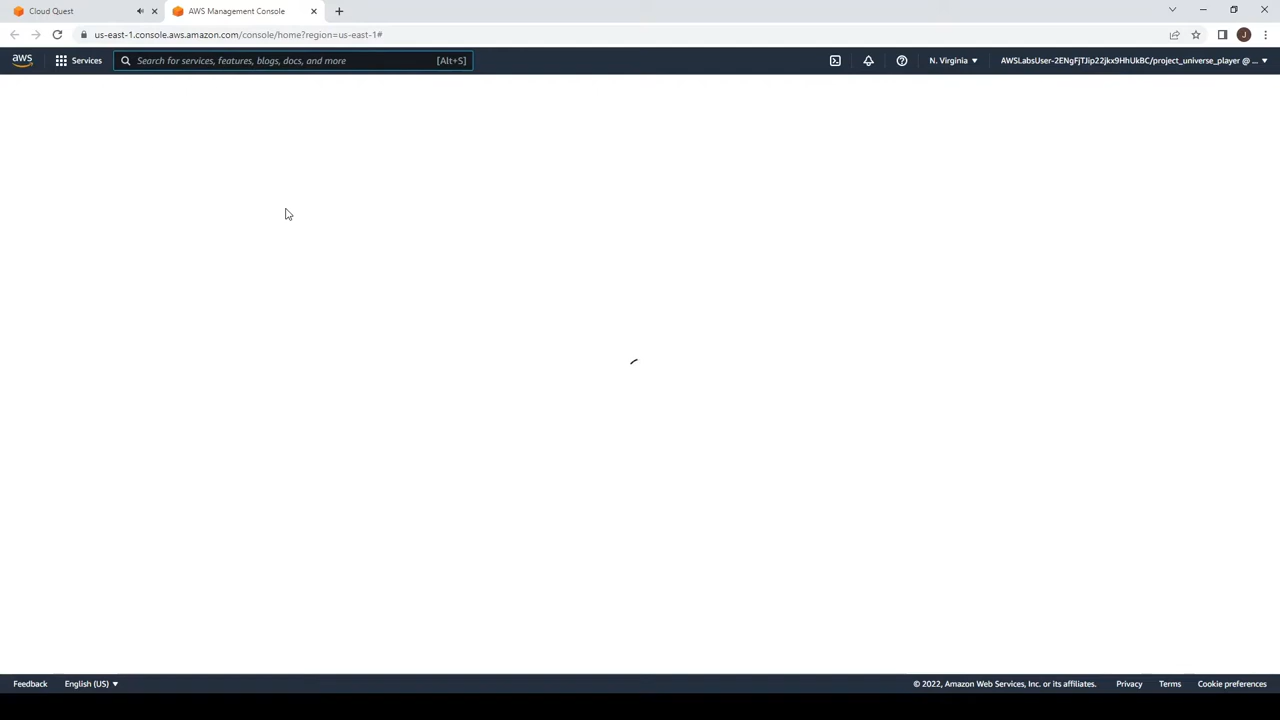 Cloud Quest
AWS Management Console
us-east-1.console.aws.amazon.com/console/home?region=us-east-1#
J
aws
Services
Search for services, features, blogs, docs, and more
[Alt+S]
N. Virginia
AWSLabsUser-2ENgFjTJip22jkx9HhUkBC/project_universe_player @ ...
Feedback
English (US)
© 2022, Amazon Web Services, Inc. or its affiliates.
Privacy
Terms
Cookie preferences